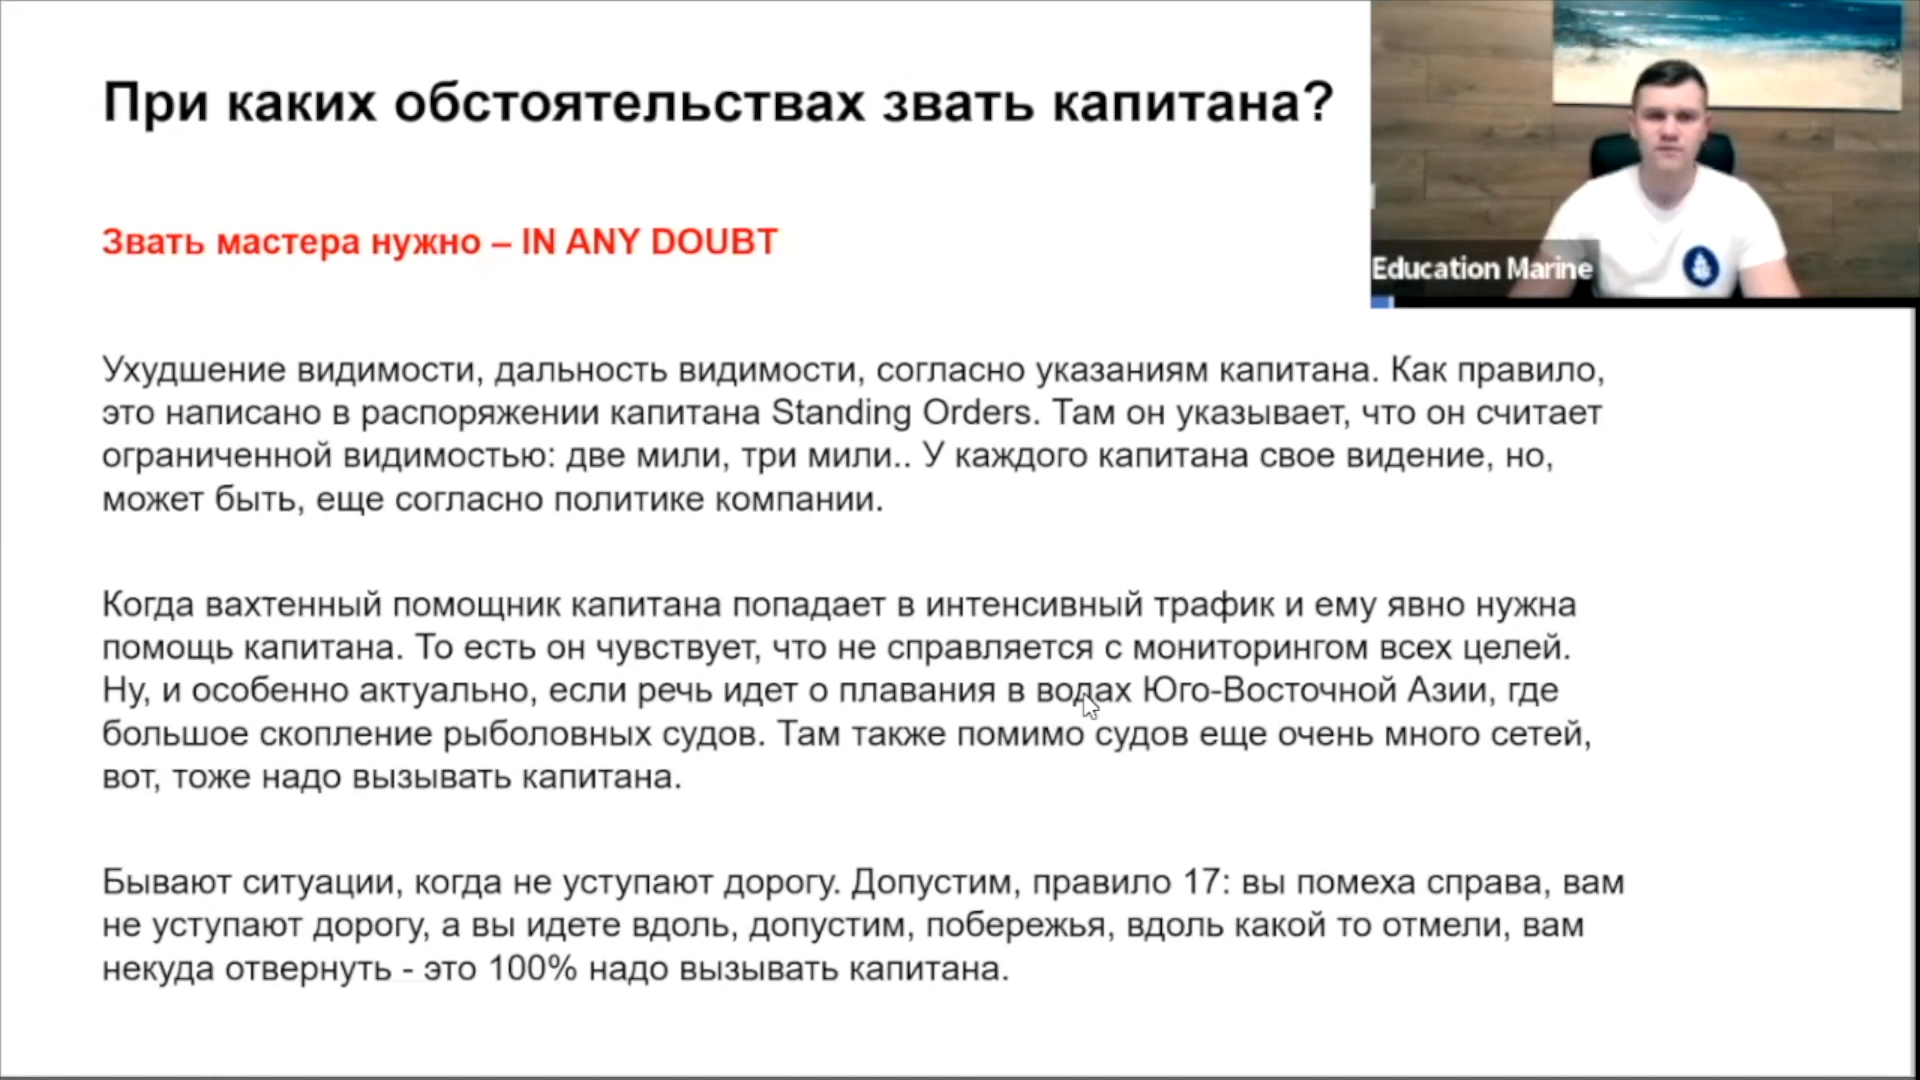 При каких обстоятельствах звать капитана?
Звать мастера нужно – IN ANY DOUBT
Education Marine
Ухудшение видимости, дальность видимости, согласно указаниям капитана. Как правило,
это написано в распоряжении капитана Standing Orders. Там он указывает, что он считает
ограниченной видимостью: две мили, три мили.. У каждого капитана свое видение, но,
может быть, еще согласно политике компании.
Когда вахтенный помощник капитана попадает в интенсивный трафик и ему явно нужна
помощь капитана. То есть он чувствует, что не справляется с мониторингом всех целей.
Ну, и особенно актуально, если речь идет о плавания в водах Юго-Восточной Азии, где
большое скопление рыболовных судов. Там также помимо судов еще очень много сетей,
вот, тоже надо вызывать капитана.
Бывают ситуации, когда не уступают дорогу. Допустим, правило 17: вы помеха справа, вам
не уступают дорогу, а вы идете вдоль, допустим, побережья, вдоль какой то отмели, вам
некуда отвернуть - это 100% надо вызывать капитана.